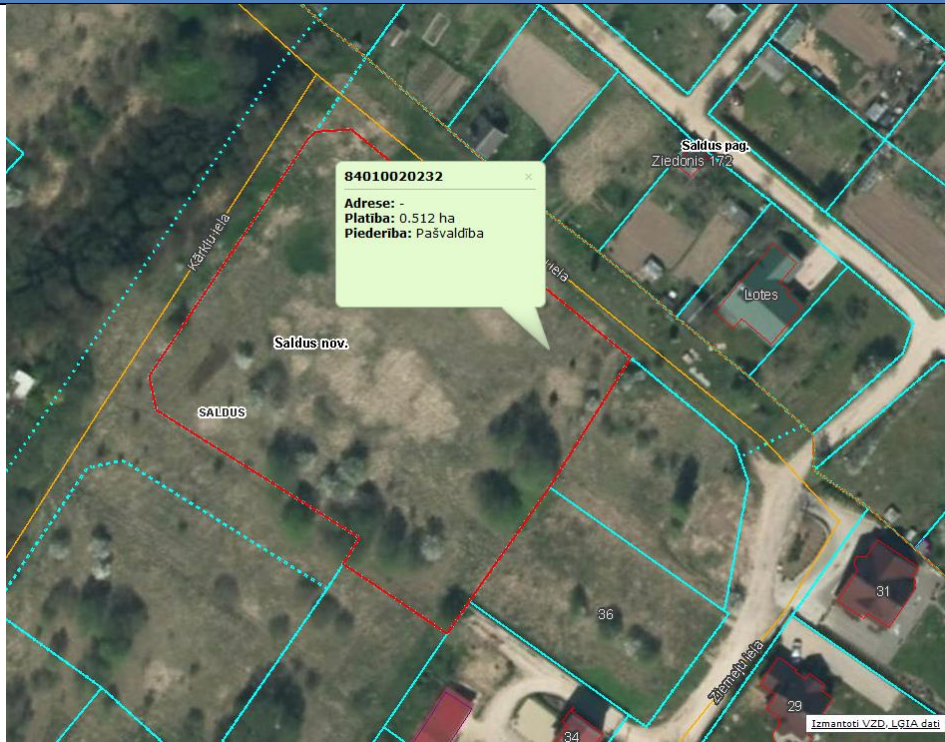 Saldus pag.
Ziedonis 172
84010020232 ×
Adrese: -
Platība: 0.512 ha
Piederība: Pašvaldība
Kārkļu iela
iela
Lotes
Saldus nov.
SALDUS
31
36
Ziemeļu iela
29
34
Izmantoti VZD, LĢIA dati